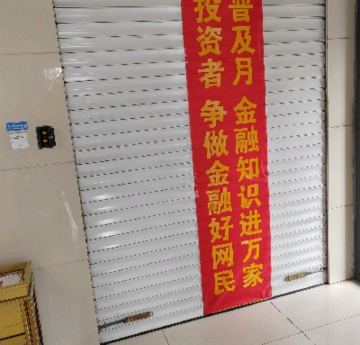 普及月 金融知识进万家
投资者 争做金融好网民